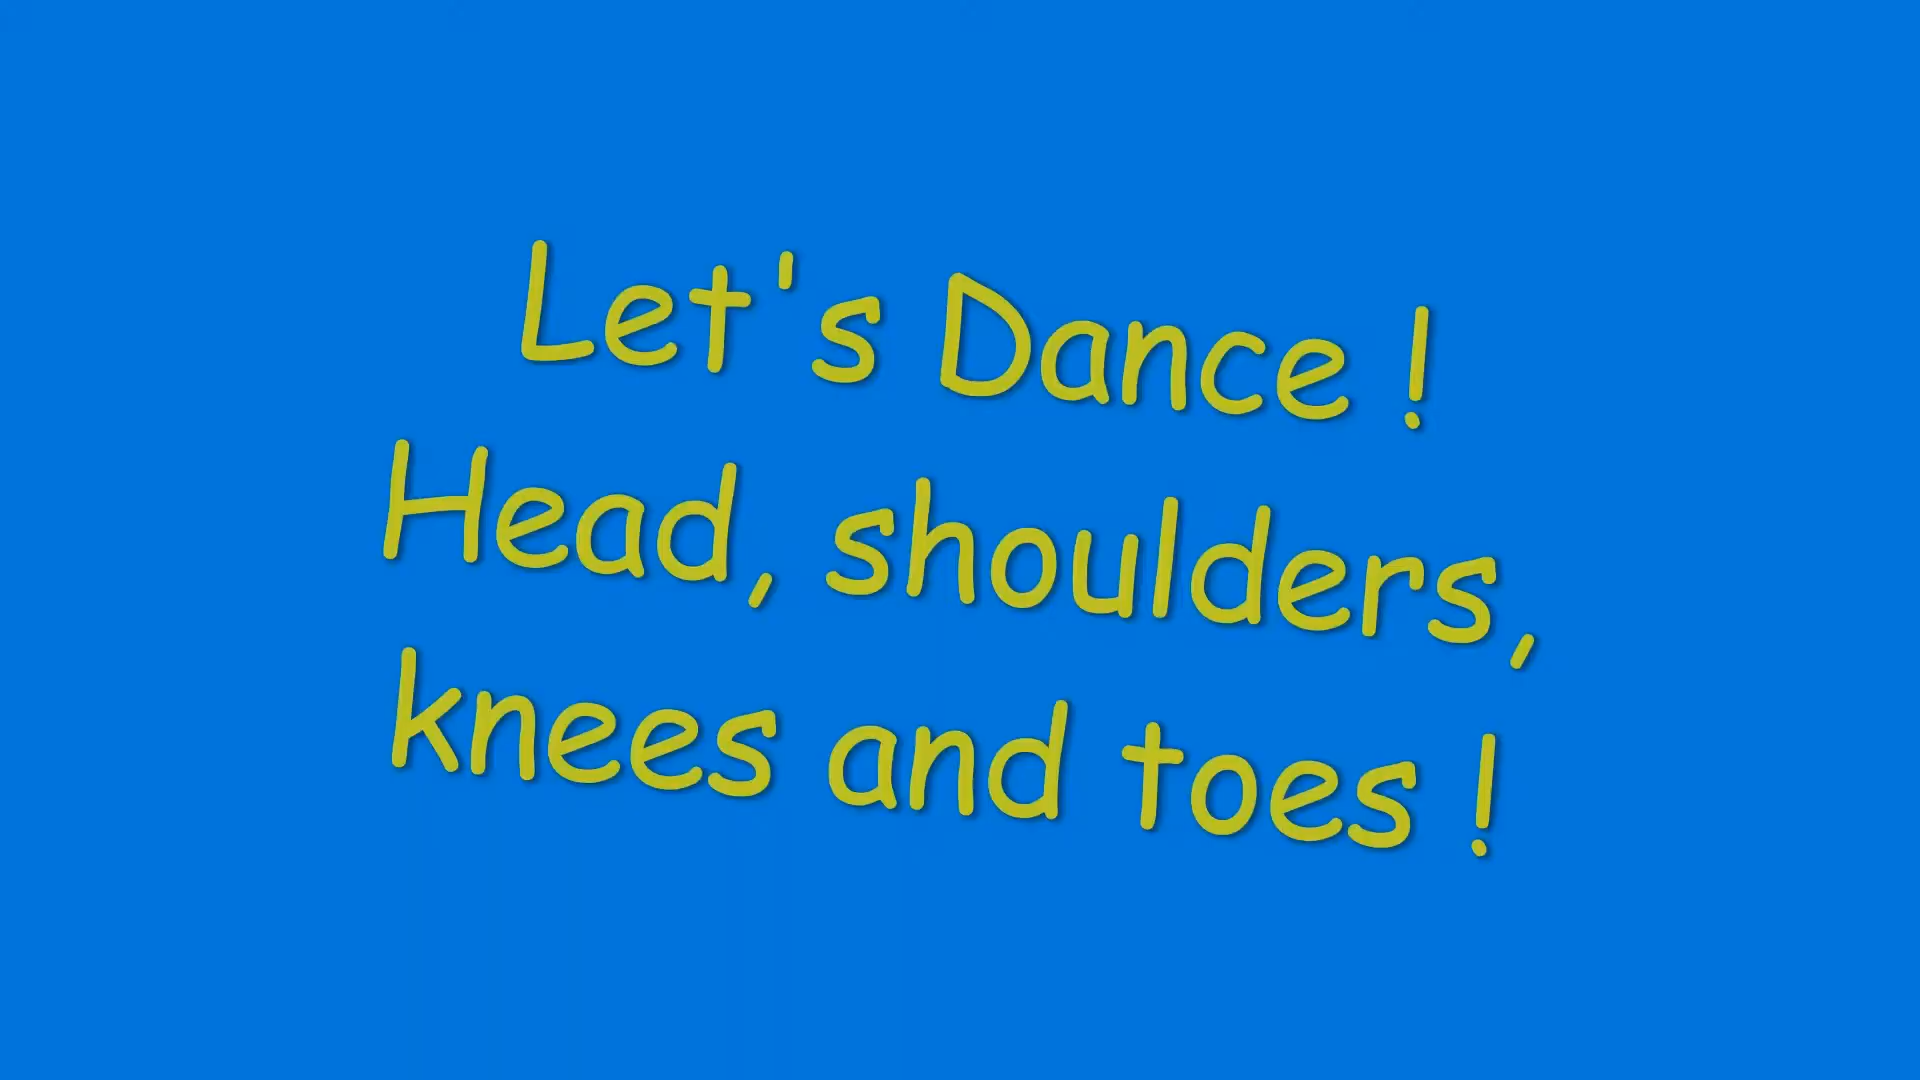 Let's Dance !
Head, shoulders,
knees and toes !